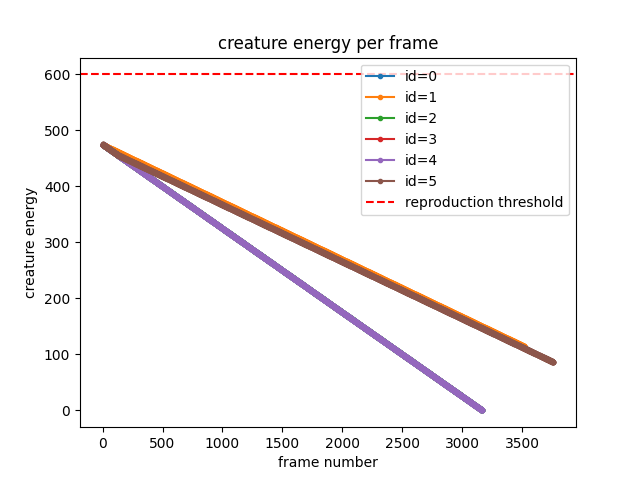 creature energy per frame
creature energy
600
500
400
300
200
100
0
id=0
id=1
id=2
id=3
id=4
id=5
reproduction threshold
0 500 1000 1500 2000 2500 3000 3500
frame number